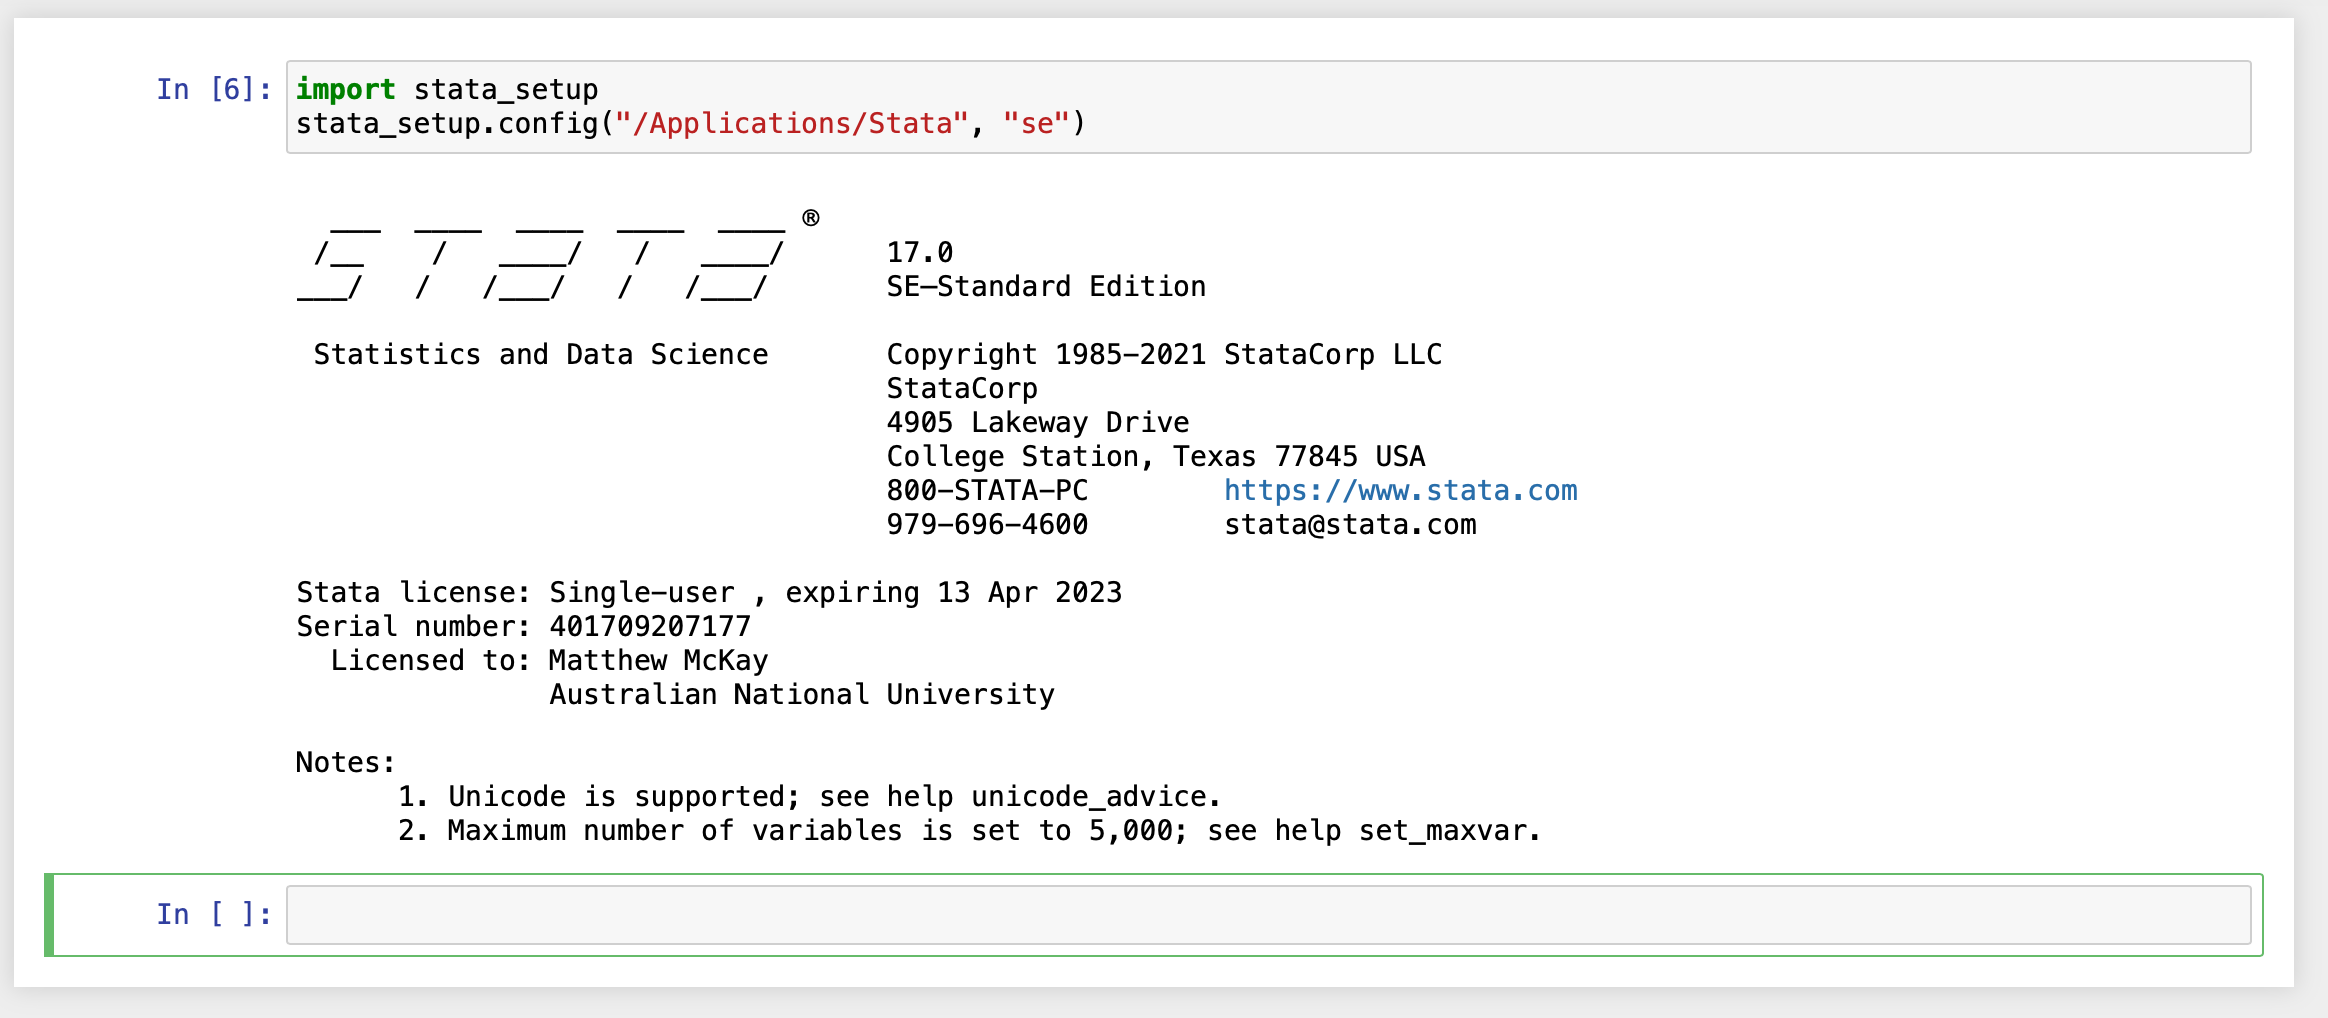 In [6]: import stata_setup
stata_setup.config("/Applications/Stata", "se")
  ___  ____  ____  ____  ____ ®
 /__    /   ____/   /   ____/      17.0
___/   /   /___/   /   /___/       SE—Standard Edition
 Statistics and Data Science       Copyright 1985-2021 StataCorp LLC
                                   StataCorp
                                   4905 Lakeway Drive
                                   College Station, Texas 77845 USA
                                   800-STATA-PC        https://www.stata.com
                                   979-696-4600        stata@stata.com
Stata license: Single-user , expiring 13 Apr 2023
Serial number: 401709207177
  Licensed to: Matthew McKay
               Australian National University
Notes:
      1. Unicode is supported; see help unicode_advice.
      2. Maximum number of variables is set to 5,000; see help set_maxvar.
In [ ]: